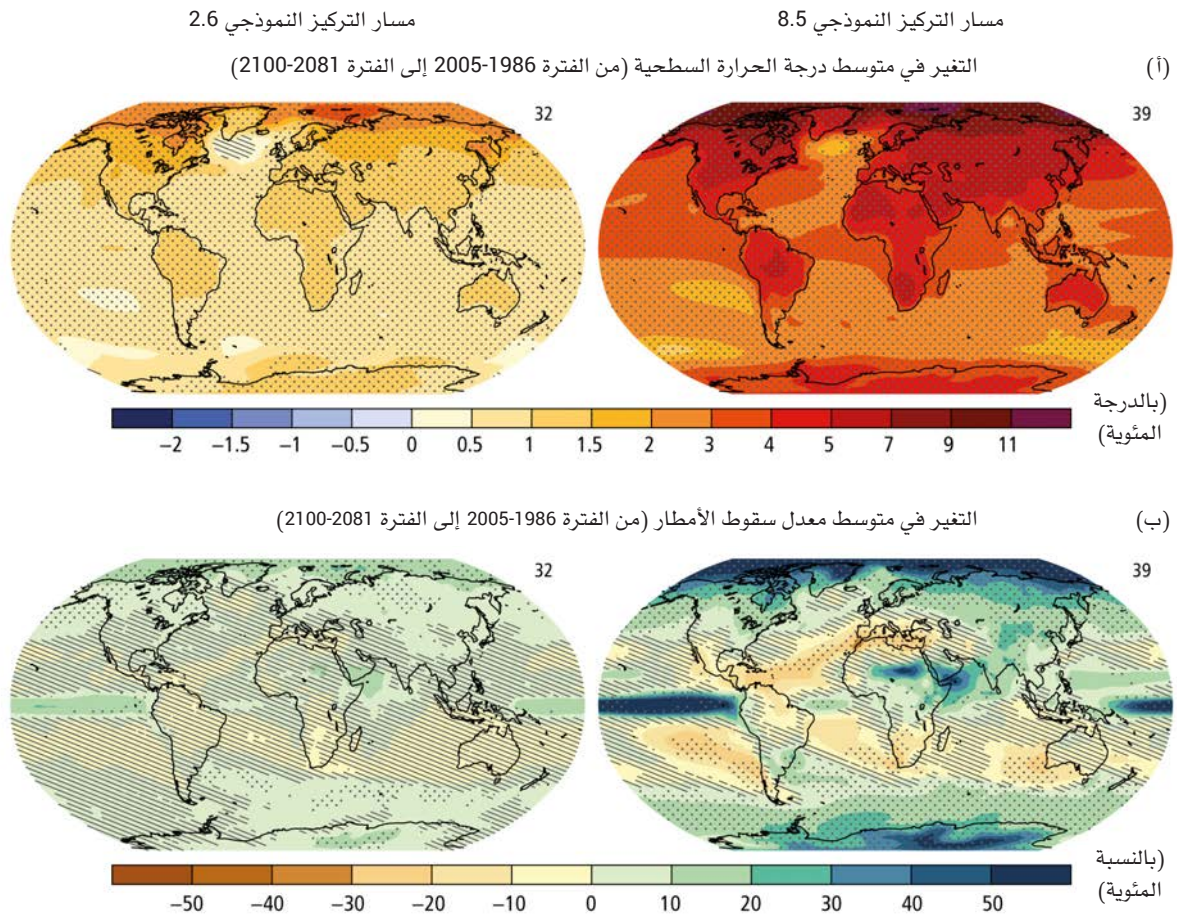 مسار التركيز النموذجي 8.5
مسار التركيز النموذجي 2.6
(أ) التغير في متوسط درجة الحرارة السطحية (من الفترة 1986-2005 إلى الفترة 2081-2100)
39
32
(بالدرجة
المئوية)
−2 −1.5 −1 −0.5 0 0.5 1 1.5 2 3 4 5 7 9 11
(ب) التغير في متوسط معدل سقوط الأمطار (من الفترة 1986-2005 إلى الفترة 2081-2100)
39
32
(بالنسبة
المئوية)
−50 −40 −30 −20 −10 0 10 20 30 40 50